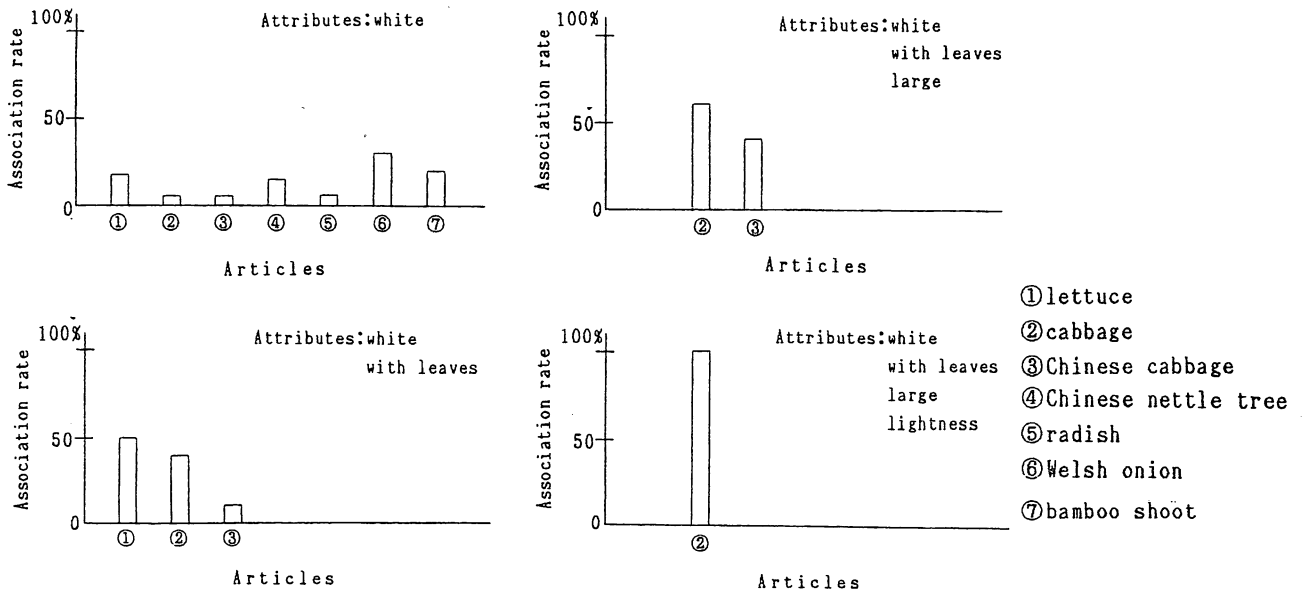 100%
Attributes:white
Association rate
50
0
① ② ③ ④ ⑤ ⑥ ⑦
Articles
100%
Attributes:white
with leaves
large
Association rate
50
0
② ③
Articles
100%
Attributes:white
with leaves
Association rate
50
0
① ② ③
Articles
100%
Attributes:white
with leaves
large
lightness
Association rate
50
0
②
Articles
①lettuce
②cabbage
③Chinese cabbage
④Chinese nettle tree
⑤radish
⑥Welsh onion
⑦bamboo shoot